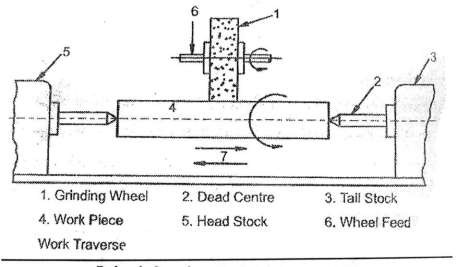 6
1
5
3
2
4
7
1. Grinding Wheel 2. Dead Centre 3. Tall Stock
4. Work Piece 5. Head Stock 6. Wheel Feed
Work Traverse